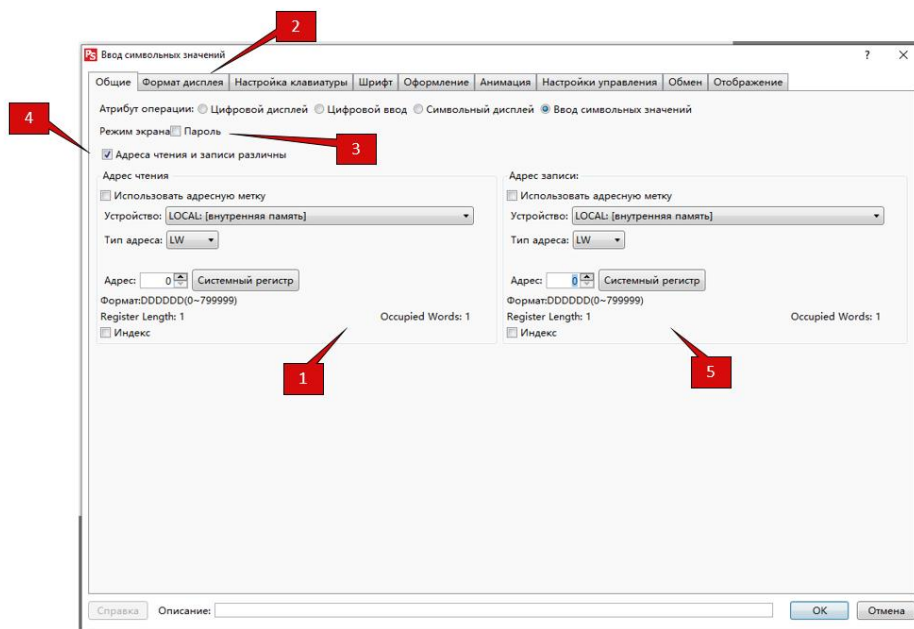 2
PS Ввод символьных значений ?
Общие Формат дисплея Настройка клавиатуры Шрифт Оформление Анимация Настройки управления Обмен Отображение
Атрибут операции: Цифровой дисплей Цифровой ввод Символьный дисплей Ввод символьных значений
4
Режим экрана Пароль
3
Адреса чтения и записи различны
Адрес чтения Адрес записи:
Использовать адресную метку Использовать адресную метку
Устройство: LOCAL: [внутренняя память] Устройство: LOCAL: [внутренняя память]
Тип адреса: LW Тип адреса: LW
Адрес: 0 Системный регистр Адрес: 0 Системный регистр
Формат:DDDDDD(0~799999) Формат:DDDDDD(0~799999)
Register Length: 1 Occupied Words: 1 Register Length: 1 Occupied Words: 1
Индекс Индекс
1 5
Справка Описание: OK Отмена